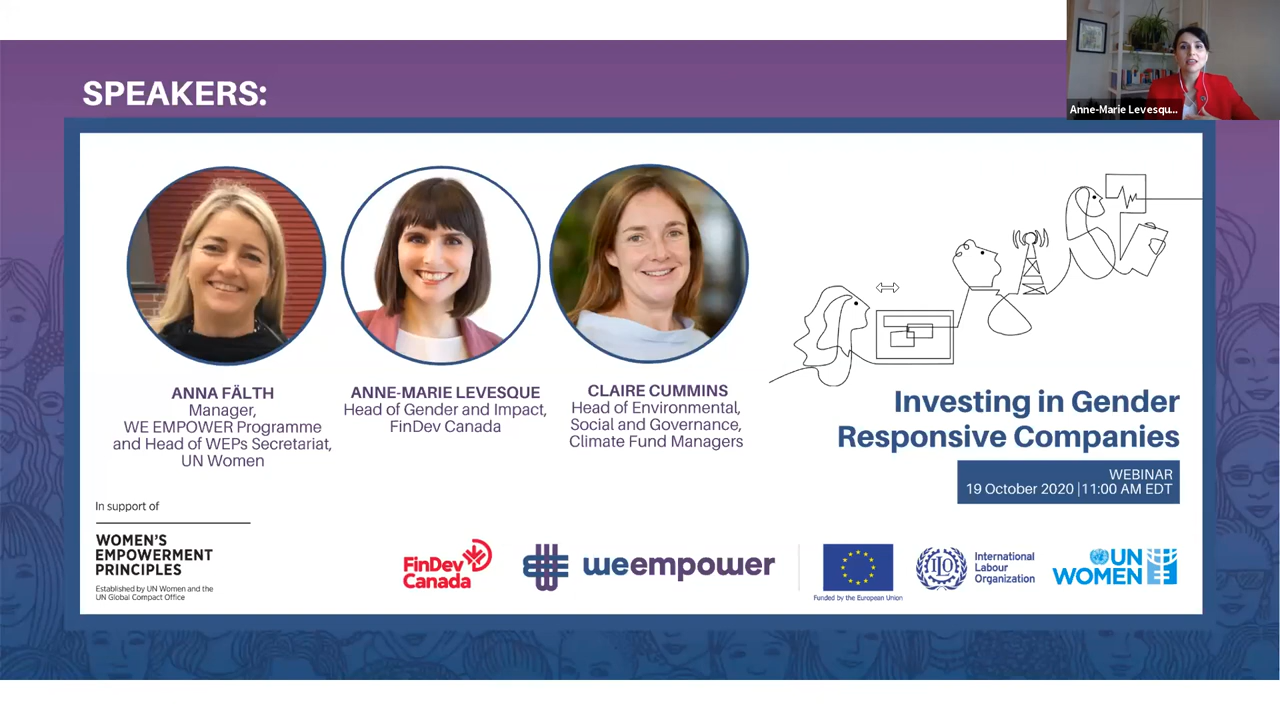 SPEAKERS:
Anne-Marie Levesqu...
ANNA FÄLTH
Manager,
WE EMPOWER Programme
and Head of WEPs Secretariat,
UN Women
ANNE-MARIE LEVESQUE
Head of Gender and Impact,
FinDev Canada
CLAIRE CUMMINS
Head of Environmental,
Social and Governance,
Climate Fund Managers
Investing in Gender
Responsive Companies
WEBINAR
19 October 2020 |11:00 AM EDT
In support of
WOMEN'S
EMPOWERMENT
PRINCIPLES
Established by UN Women and the
UN Global Compact Office
FinDev
Canada
weempower
Funded by the European Union
ILO
International
Labour
Organization
UN
WOMEN